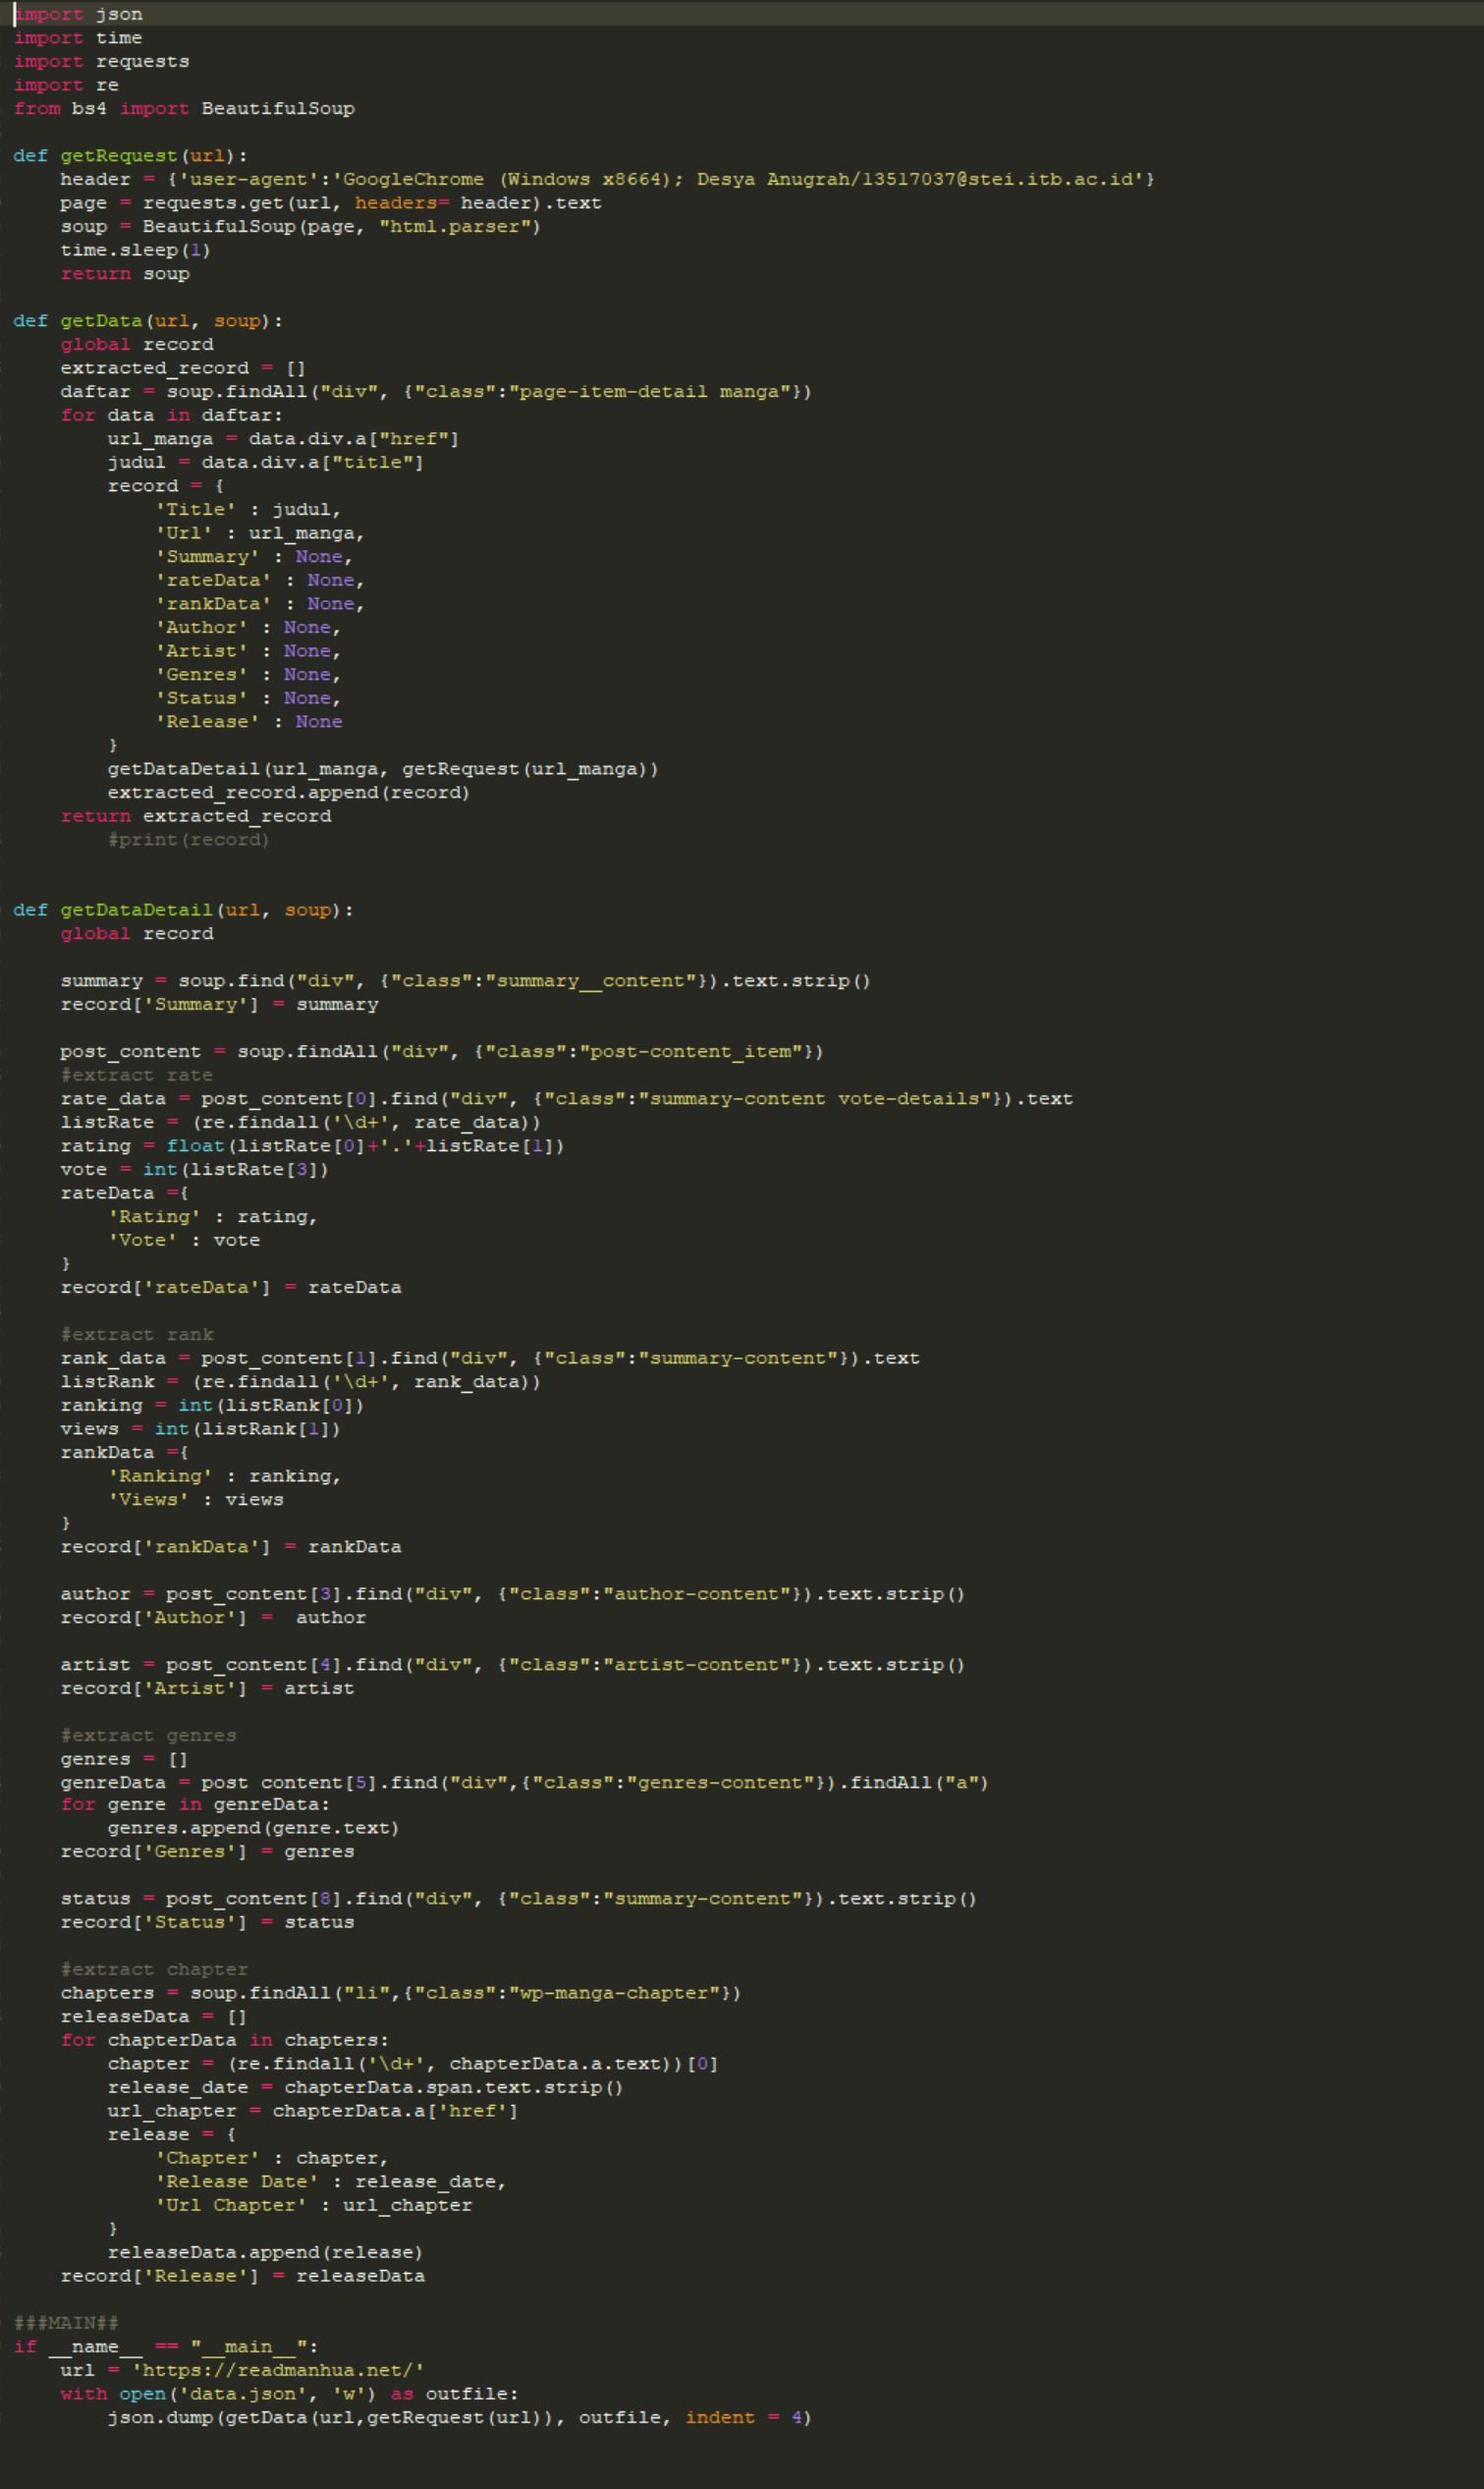 import json
import time
import requests
import re
from bs4 import BeautifulSoup

def getRequest(url):
    header = {'user-agent':'GoogleChrome (Windows x8664); Desya Anugrah/13517037@stei.itb.ac.id'}
    page = requests.get(url, headers= header).text
    soup = BeautifulSoup(page, "html.parser")
    time.sleep(1)
    return soup

def getData(url, soup):
    global record
    extracted_record = []
    daftar = soup.findAll("div", {"class":"page-item-detail manga"})
    for data in daftar:
        url_manga = data.div.a["href"]
        judul = data.div.a["title"]
        record = {
            'Title' : judul,
            'Url' : url_manga,
            'Summary' : None,
            'rateData' : None,
            'rankData' : None,
            'Author' : None,
            'Artist' : None,
            'Genres' : None,
            'Status' : None,
            'Release' : None
        }
        getDataDetail(url_manga, getRequest(url_manga))
        extracted_record.append(record)
    return extracted_record
        #print(record)


def getDataDetail(url, soup):
    global record

    summary = soup.find("div", {"class":"summary__content"}).text.strip()
    record['Summary'] = summary

    post_content = soup.findAll("div", {"class":"post-content_item"})
    #extract rate
    rate_data = post_content[0].find("div", {"class":"summary-content vote-details"}).text
    listRate = (re.findall('\d+', rate_data))
    rating = float(listRate[0]+'.'+listRate[1])
    vote = int(listRate[3])
    rateData ={
        'Rating' : rating,
        'Vote' : vote
    }
    record['rateData'] = rateData

    #extract rank
    rank_data = post_content[1].find("div", {"class":"summary-content"}).text
    listRank = (re.findall('\d+', rank_data))
    ranking = int(listRank[0])
    views = int(listRank[1])
    rankData ={
        'Ranking' : ranking,
        'Views' : views
    }
    record['rankData'] = rankData

    author = post_content[3].find("div", {"class":"author-content"}).text.strip()
    record['Author'] =  author

    artist = post_content[4].find("div", {"class":"artist-content"}).text.strip()
    record['Artist'] = artist

    #extract genres
    genres = []
    genreData = post_content[5].find("div",{"class":"genres-content"}).findAll("a")
    for genre in genreData:
        genres.append(genre.text)
    record['Genres'] = genres

    status = post_content[8].find("div", {"class":"summary-content"}).text.strip()
    record['Status'] = status

    #extract chapter
    chapters = soup.findAll("li",{"class":"wp-manga-chapter"})
    releaseData = []
    for chapterData in chapters:
        chapter = (re.findall('\d+', chapterData.a.text))[0]
        release_date = chapterData.span.text.strip()
        url_chapter = chapterData.a['href']
        release = {
            'Chapter' : chapter,
            'Release Date' : release_date,
            'Url Chapter' : url_chapter
        }
        releaseData.append(release)
    record['Release'] = releaseData

###MAIN##
if __name__ == "__main__":
    url = 'https://readmanhua.net/'
    with open('data.json', 'w') as outfile:
        json.dump(getData(url,getRequest(url)), outfile, indent = 4)